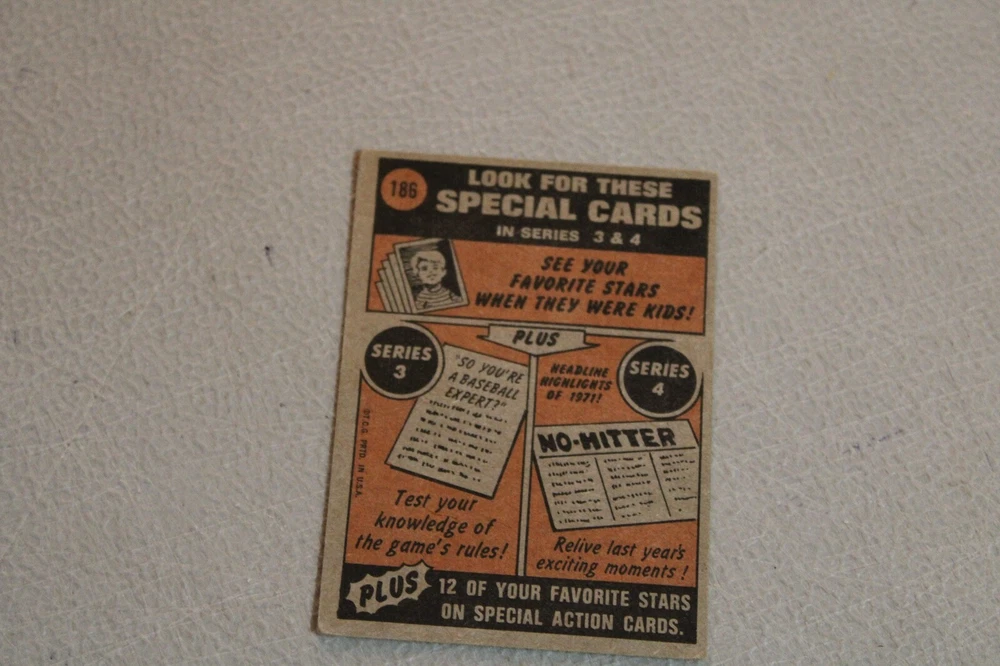 186
LOOK FOR THESE
SPECIAL CARDS
IN SERIES 3 & 4
SEE YOUR
FAVORITE STARS
WHEN THEY WERE KIDS!
PLUS
SERIES
3
"SO YOU'RE
A BASEBALL
EXPERT?"
Test your
knowledge of
the game's rules!
HEADLINE
HIGHLIGHTS
OF 1971!
SERIES
4
NO-HITTER
Relive last year's
exciting moments!
©T.C.G. PRTD. IN U.S.A.
PLUS
12 OF YOUR FAVORITE STARS
ON SPECIAL ACTION CARDS.